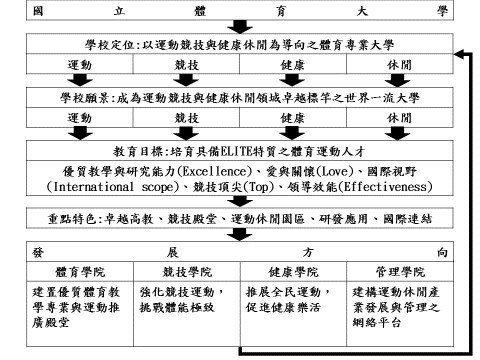 國立體育大學
學校定位:以運動競技與健康休閒為導向之體育專業大學
運動 競技 健康 休閒
學校願景:成為運動競技與健康休閒領域卓越標竿之世界一流大學
運動 競技 健康 休閒
教育目標:培育具備ELITE特質之體育運動人才
優質教學與研究能力(Excellence)、愛與關懷(Love)、國際視野
(International scope)、競技頂尖(Top)、領導效能(Effectiveness)
重點特色:卓越高教、競技殿堂、運動休閒園區、研發應用、國際連結
發展方向
體育學院 競技學院 健康學院 管理學院
建置優質體育教 強化競技運動, 推展全民運動, 建構運動休閒產
學專業與運動推 挑戰體能極致 促進健康樂活 業發展與管理之
廣殿堂 網絡平台